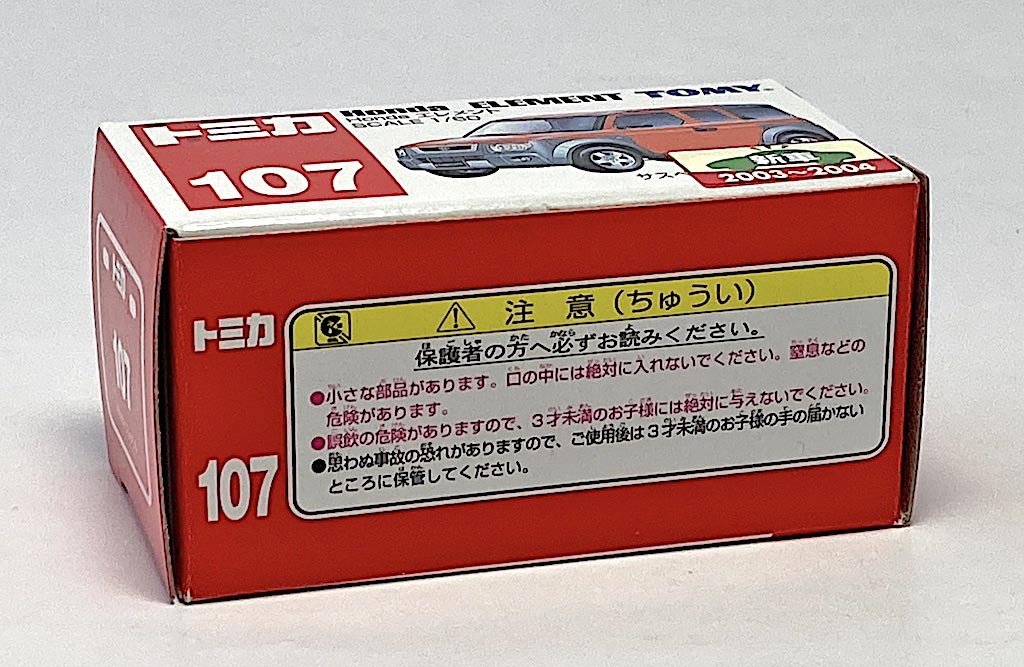 トミカ
107
Honda ELEMENT TOMY
Honda エレメント
SCALE 1/60
サスペ
新車
2003~2004
トミカ
107
トミカ
107
注意(ちゅうい)
保護者の方へ必ずお読みください。
●小さな部品があります。口の中には絶対に入れないでください。窒息などの
危険があります。
●誤飲の危険がありますので、3才未満のお子様には絶対に与えないでください。
●思わぬ事故の恐れがありますので、ご使用後は3才未満のお子様の手の届かない
ところに保管してください。